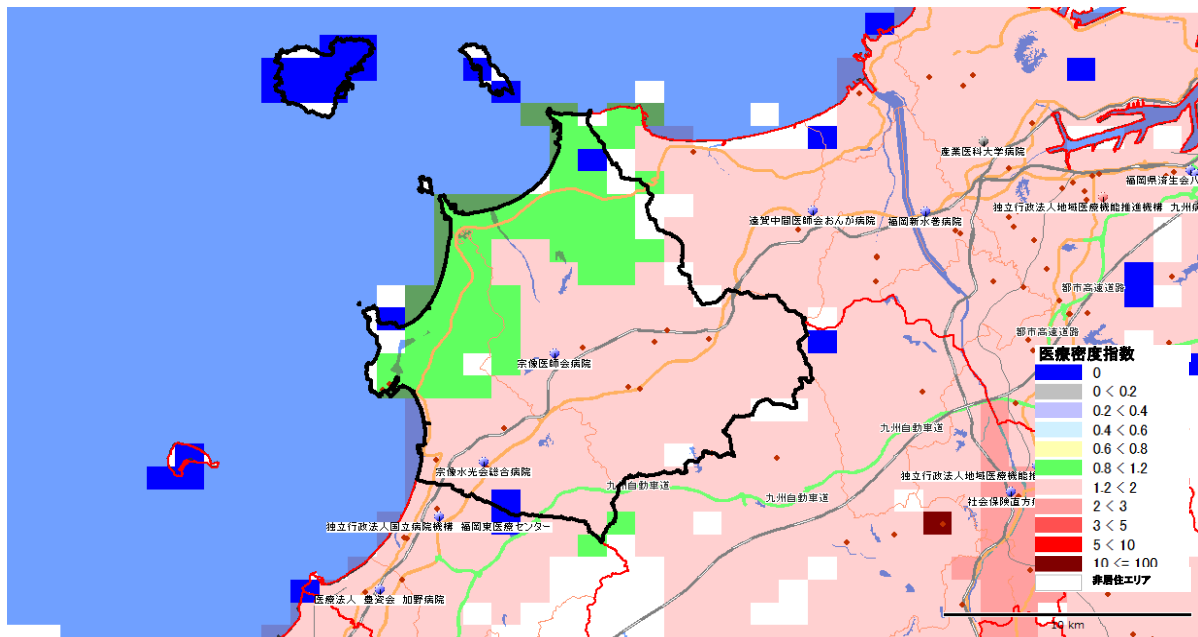 産業医科大学病院
福岡県済生会八
独立行政法人地域医療機能推進機構 九州病
遠賀中間医師会おんが病院
福岡新水巻病院
都市高速道路
都市高速道路
宗像医師会病院
九州自動車道
宗像水光会総合病院
九州自動車道
九州自動車道
独立行政法人地域医療機能推
社会保険直方病
独立行政法人国立病院機構 福岡東医療センター
医療法人 豊資会 加野病院
医療密度指数
0
0 < 0.2
0.2 < 0.4
0.4 < 0.6
0.6 < 0.8
0.8 < 1.2
1.2 < 2
2 < 3
3 < 5
5 < 10
10 <= 100
非居住エリア
10 km